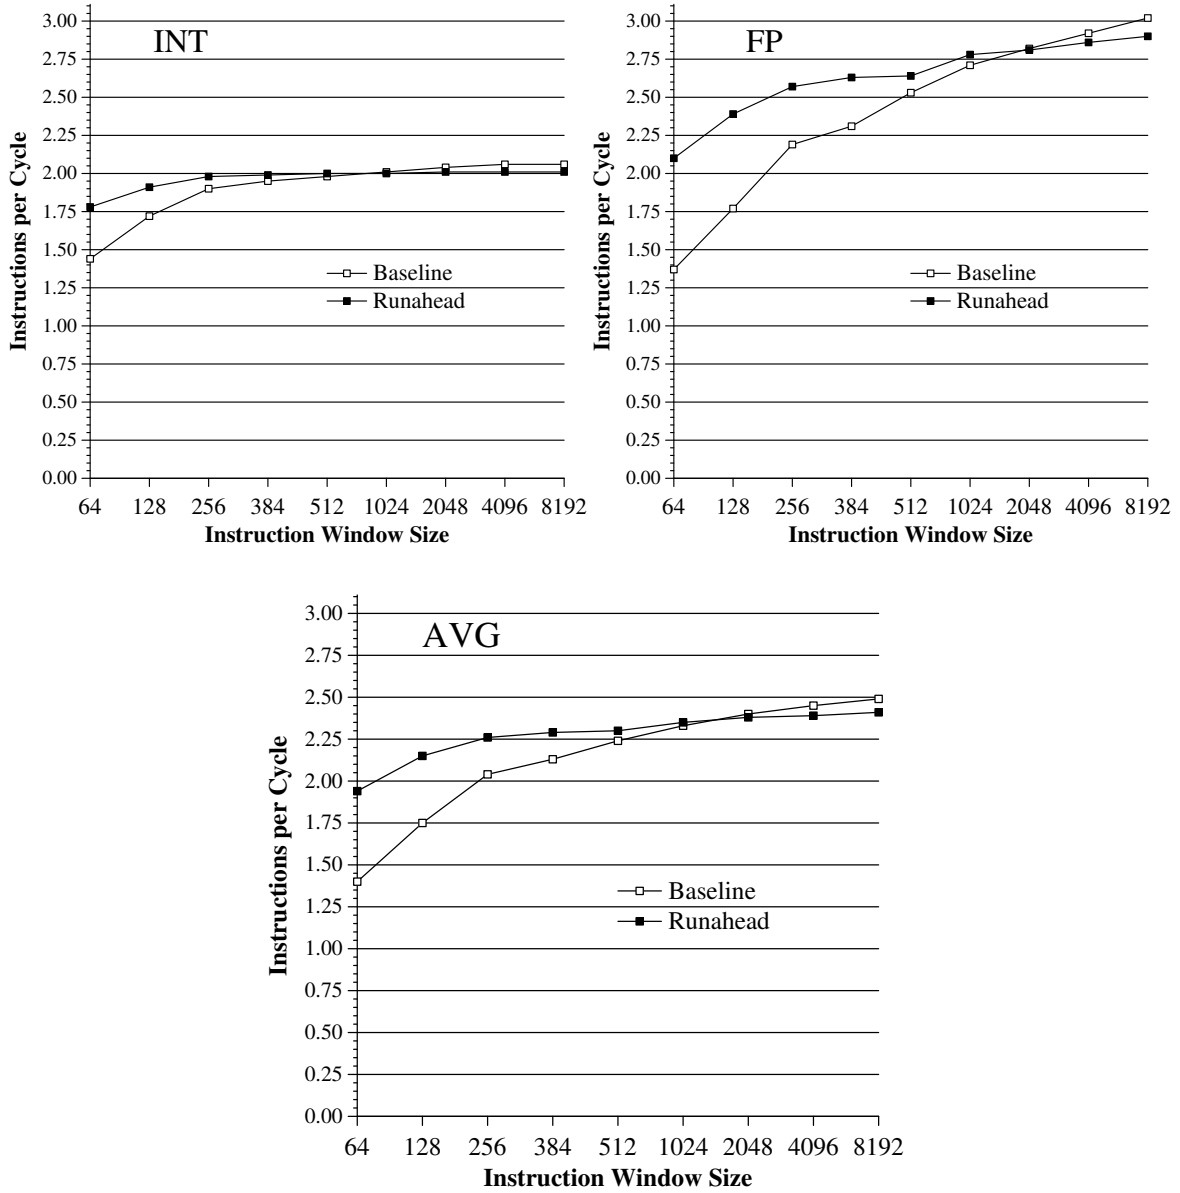 INT
3.00
2.75
2.50
2.25
2.00
1.75
1.50
1.25
1.00
0.75
0.50
0.25
0.00
Instructions per Cycle
Baseline
Runahead
64 128 256 384 512 1024 2048 4096 8192
Instruction Window Size
FP
3.00
2.75
2.50
2.25
2.00
1.75
1.50
1.25
1.00
0.75
0.50
0.25
0.00
Instructions per Cycle
Baseline
Runahead
64 128 256 384 512 1024 2048 4096 8192
Instruction Window Size
AVG
3.00
2.75
2.50
2.25
2.00
1.75
1.50
1.25
1.00
0.75
0.50
0.25
0.00
Instructions per Cycle
Baseline
Runahead
64 128 256 384 512 1024 2048 4096 8192
Instruction Window Size